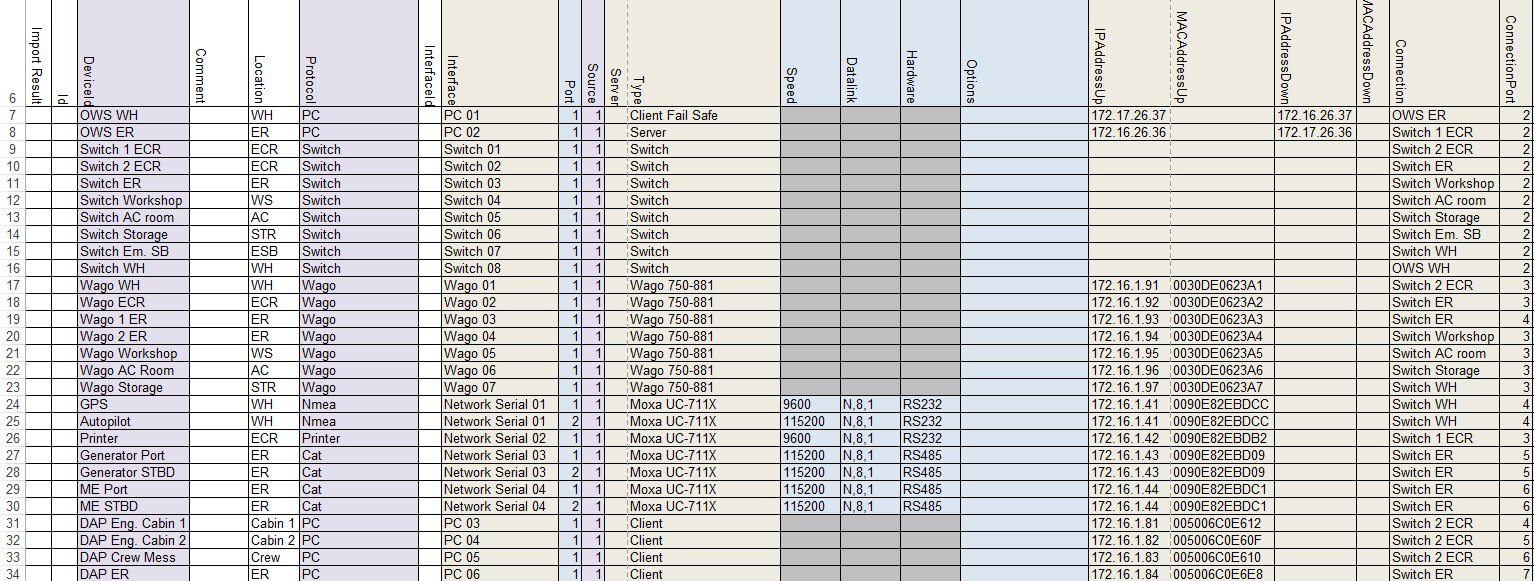 6 Import Result Id DeviceId Comment Location Protocol InterfaceId Interface Port Source Server Type Speed Datalink Hardware Options IPAddressUp MACAddressUp IPAddressDown MACAddressDown Connection ConnectionPort
7 OWS WH WH PC PC 01 1 1 Client Fail Safe 172.17.26.37 172.16.26.37 OWS ER 2
8 OWS ER ER PC PC 02 1 1 Server 172.16.26.36 172.17.26.36 Switch 1 ECR 2
9 Switch 1 ECR ECR Switch Switch 01 1 1 Switch Switch 2 ECR 2
10 Switch 2 ECR ECR Switch Switch 02 1 1 Switch Switch ER 2
11 Switch ER ER Switch Switch 03 1 1 Switch Switch Workshop 2
12 Switch Workshop WS Switch Switch 04 1 1 Switch Switch AC room 2
13 Switch AC room AC Switch Switch 05 1 1 Switch Switch Storage 2
14 Switch Storage STR Switch Switch 06 1 1 Switch Switch Em. SB 2
15 Switch Em. SB ESB Switch Switch 07 1 1 Switch Switch WH 2
16 Switch WH WH Switch Switch 08 1 1 Switch OWS WH 2
17 Wago WH WH Wago Wago 01 1 1 Wago 750-881 172.16.1.91 0030DE0623A1 Switch 2 ECR 3
18 Wago ECR ECR Wago Wago 02 1 1 Wago 750-881 172.16.1.92 0030DE0623A2 Switch ER 3
19 Wago 1 ER ER Wago Wago 03 1 1 Wago 750-881 172.16.1.93 0030DE0623A3 Switch ER 4
20 Wago 2 ER ER Wago Wago 04 1 1 Wago 750-881 172.16.1.94 0030DE0623A4 Switch Workshop 3
21 Wago Workshop WS Wago Wago 05 1 1 Wago 750-881 172.16.1.95 0030DE0623A5 Switch AC room 3
22 Wago AC Room AC Wago Wago 06 1 1 Wago 750-881 172.16.1.96 0030DE0623A6 Switch Storage 3
23 Wago Storage STR Wago Wago 07 1 1 Wago 750-881 172.16.1.97 0030DE0623A7 Switch WH 3
24 GPS WH Nmea Network Serial 01 1 1 Moxa UC-711X 9600 N,8,1 RS232 172.16.1.41 0090E82EBDCC Switch WH 4
25 Autopilot WH Nmea Network Serial 01 2 1 Moxa UC-711X 115200 N,8,1 RS232 172.16.1.41 0090E82EBDCC Switch WH 4
26 Printer ECR Printer Network Serial 02 1 1 Moxa UC-711X 9600 N,8,1 RS232 172.16.1.42 0090E82EBDB2 Switch 1 ECR 3
27 Generator Port ER Cat Network Serial 03 1 1 Moxa UC-711X 115200 N,8,1 RS485 172.16.1.43 0090E82EBD09 Switch ER 5
28 Generator STBD ER Cat Network Serial 03 2 1 Moxa UC-711X 115200 N,8,1 RS485 172.16.1.43 0090E82EBD09 Switch ER 5
29 ME Port ER Cat Network Serial 04 1 1 Moxa UC-711X 115200 N,8,1 RS485 172.16.1.44 0090E82EBDC1 Switch ER 6
30 ME STBD ER Cat Network Serial 04 2 1 Moxa UC-711X 115200 N,8,1 RS485 172.16.1.44 0090E82EBDC1 Switch ER 6
31 DAP Eng. Cabin 1 Cabin 1 PC PC 03 1 1 Client 172.16.1.81 005006C0E612 Switch 2 ECR 4
32 DAP Eng. Cabin 2 Cabin 2 PC PC 04 1 1 Client 172.16.1.82 005006C0E60F Switch 2 ECR 5
33 DAP Crew Mess Crew PC PC 05 1 1 Client 172.16.1.83 005006C0E610 Switch 2 ECR 6
34 DAP ER ER PC PC 06 1 1 Client 172.16.1.84 005006C0E6E8 Switch ER 7